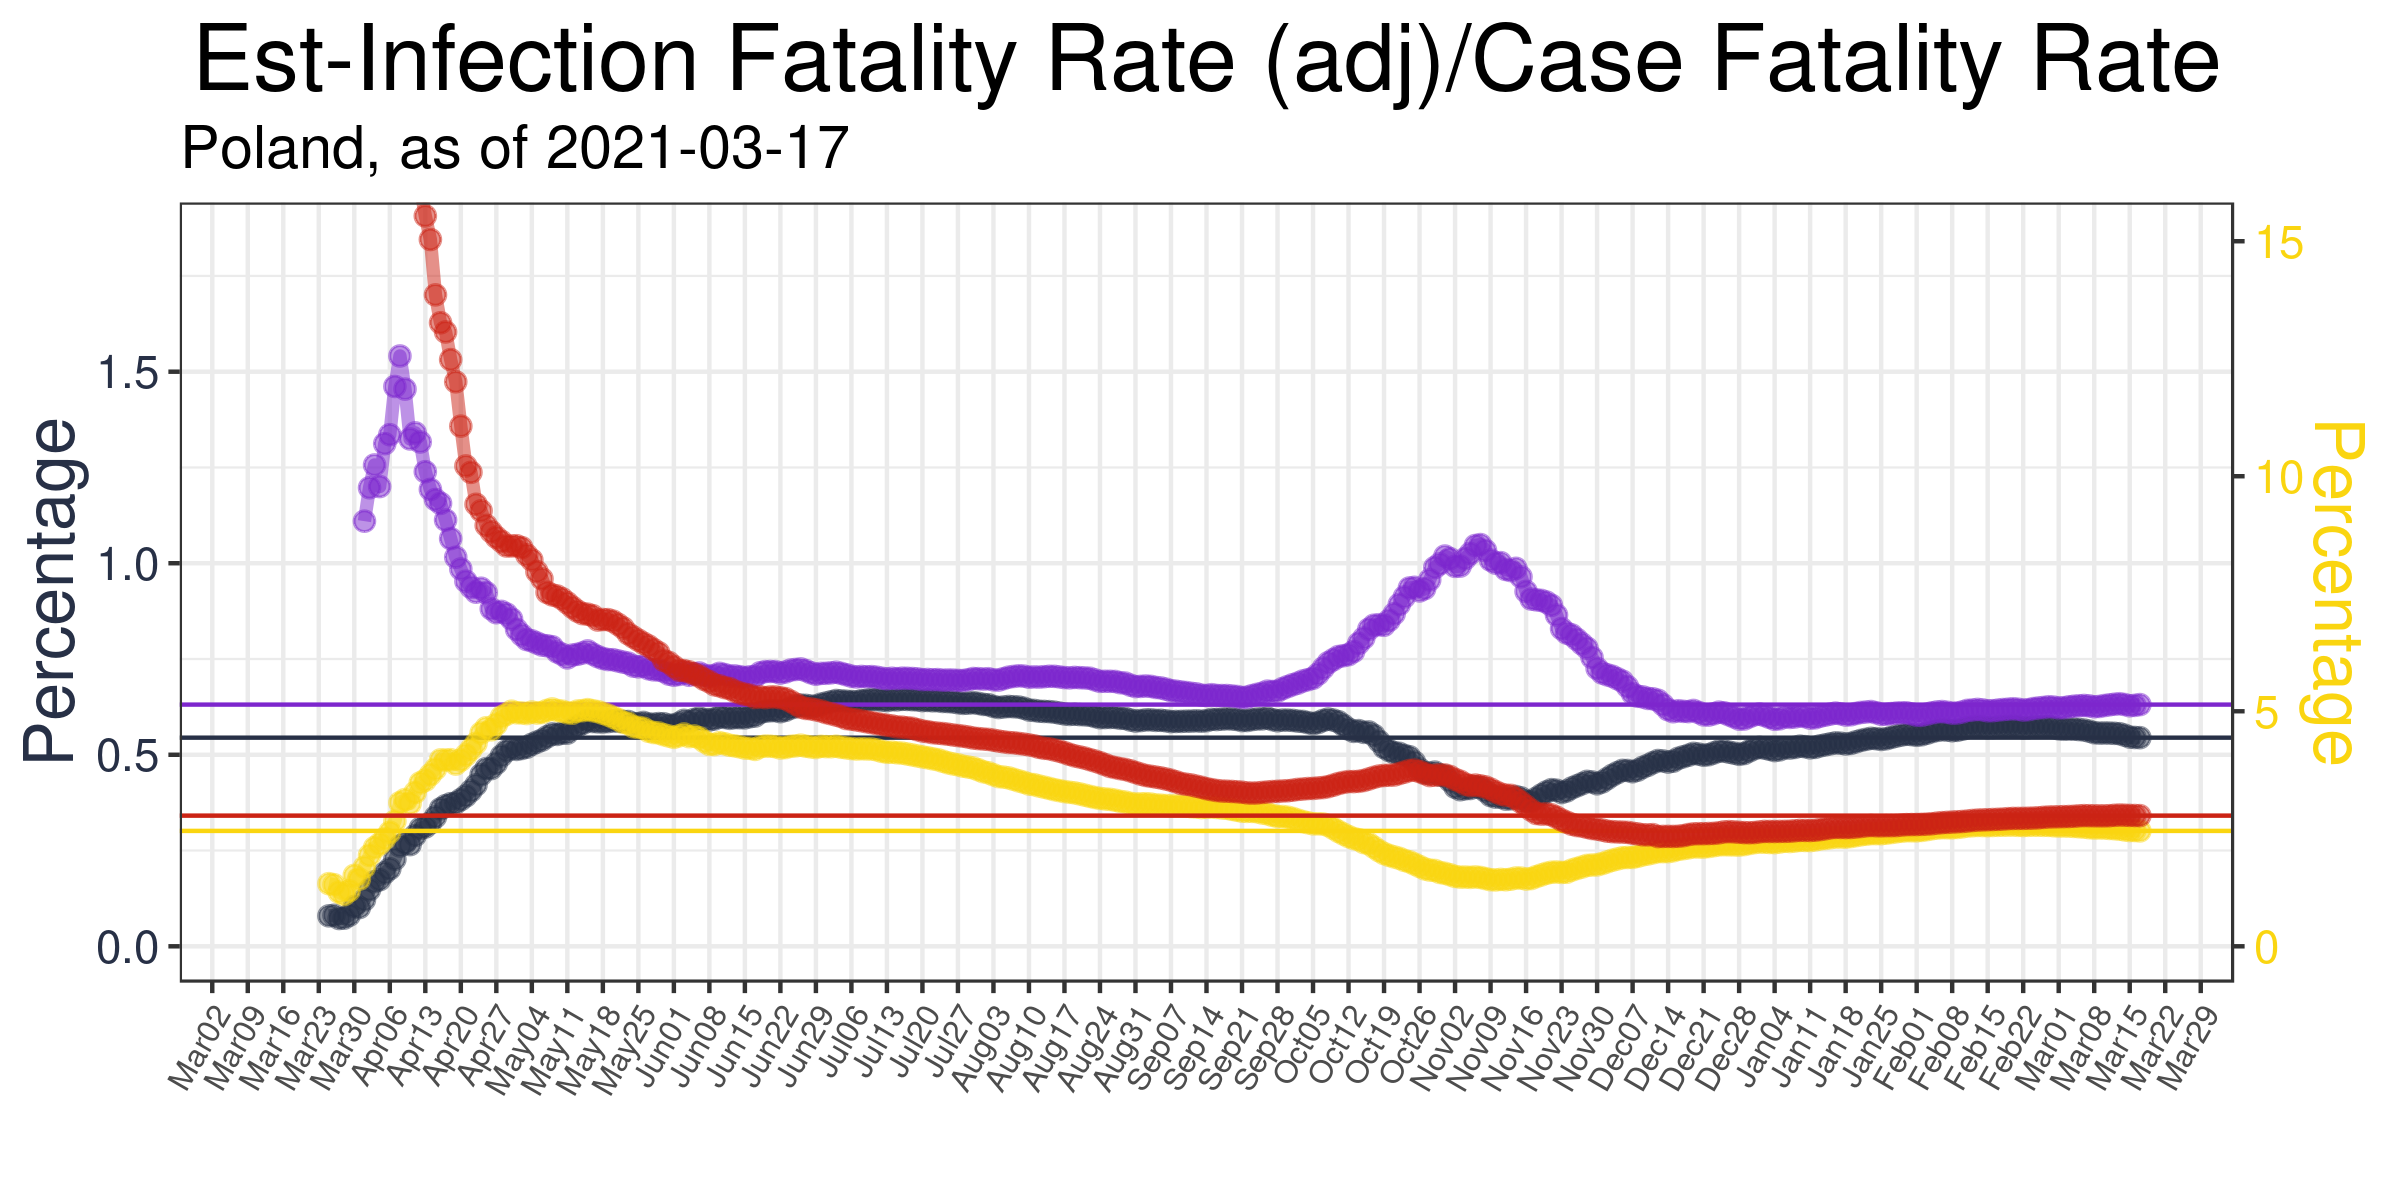 Est-Infection Fatality Rate (adj)/Case Fatality Rate
Poland, as of 2021-03-17
Percentage
1.5
1.0
0.5
0.0
15
10
5
0
Percentage
Mar02
Mar09
Mar16
Mar23
Mar30
Apr06
Apr13
Apr20
Apr27
May04
May11
May18
May25
Jun01
Jun08
Jun15
Jun22
Jun29
Jul06
Jul13
Jul20
Jul27
Aug03
Aug10
Aug17
Aug24
Aug31
Sep07
Sep14
Sep21
Sep28
Oct05
Oct12
Oct19
Oct26
Nov02
Nov09
Nov16
Nov23
Nov30
Dec07
Dec14
Dec21
Dec28
Jan04
Jan11
Jan18
Jan25
Feb01
Feb08
Feb15
Feb22
Mar01
Mar08
Mar15
Mar22
Mar29